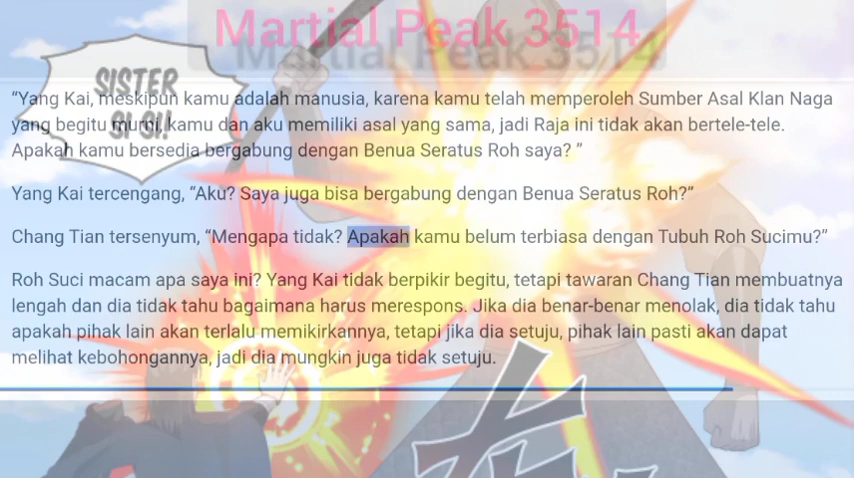 Martial Peak 3514
SISTER
SI SI!!
“Yang Kai, meskipun kamu adalah manusia, karena kamu telah memperoleh Sumber Asal Klan Naga
yang begitu murni, kamu dan aku memiliki asal yang sama, jadi Raja ini tidak akan bertele-tele.
Apakah kamu bersedia bergabung dengan Benua Seratus Roh saya? ”
Yang Kai tercengang, “Aku? Saya juga bisa bergabung dengan Benua Seratus Roh?”
Chang Tian tersenyum, “Mengapa tidak? Apakah kamu belum terbiasa dengan Tubuh Roh Sucimu?”
Roh Suci macam apa saya ini? Yang Kai tidak berpikir begitu, tetapi tawaran Chang Tian membuatnya
lengah dan dia tidak tahu bagaimana harus merespons. Jika dia benar-benar menolak, dia tidak tahu
apakah pihak lain akan terlalu memikirkannya, tetapi jika dia setuju, pihak lain pasti akan dapat
melihat kebohongannya, jadi dia mungkin juga tidak setuju.